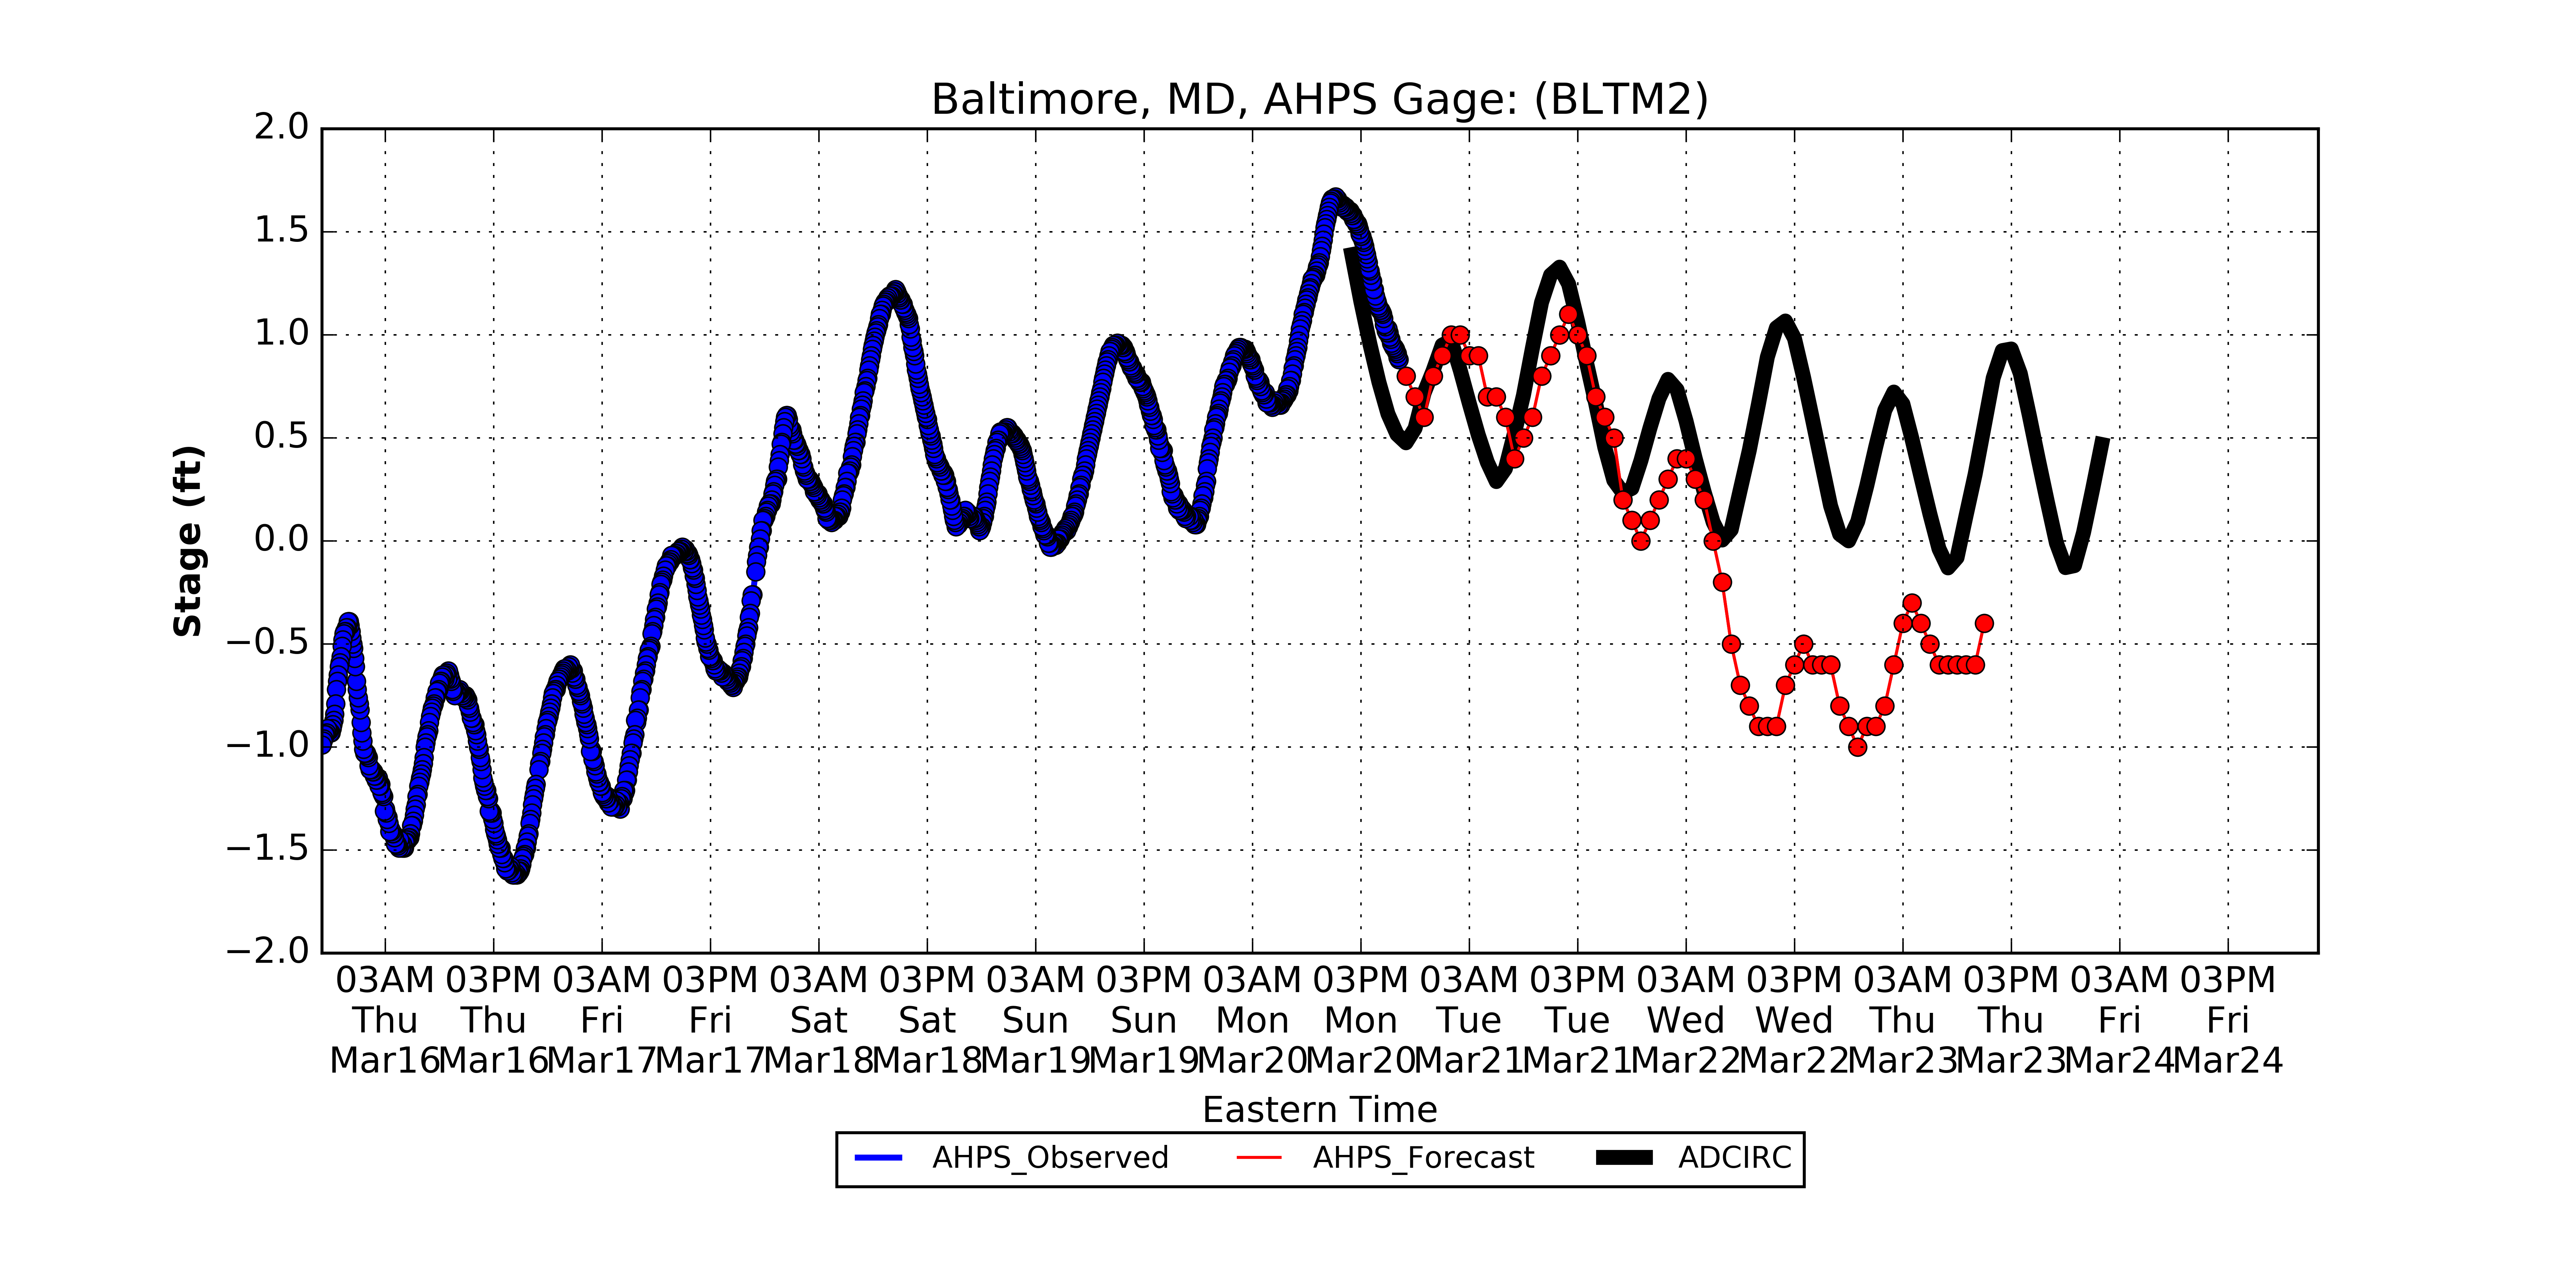 Baltimore, MD, AHPS Gage: (BLTM2)
2.0
1.5
1.0
0.5
0.0
−0.5
−1.0
−1.5
−2.0
Stage (ft)
03AM 03PM 03AM 03PM 03AM 03PM 03AM 03PM 03AM 03PM 03AM 03PM 03AM 03PM 03AM 03PM 03AM 03PM
Thu Thu Fri Fri Sat Sat Sun Sun Mon Mon Tue Tue Wed Wed Thu Thu Fri Fri
Mar16 Mar16 Mar17 Mar17 Mar18 Mar18 Mar19 Mar19 Mar20 Mar20 Mar21 Mar21 Mar22 Mar22 Mar23 Mar23 Mar24 Mar24
Eastern Time
AHPS_Observed AHPS_Forecast ADCIRC